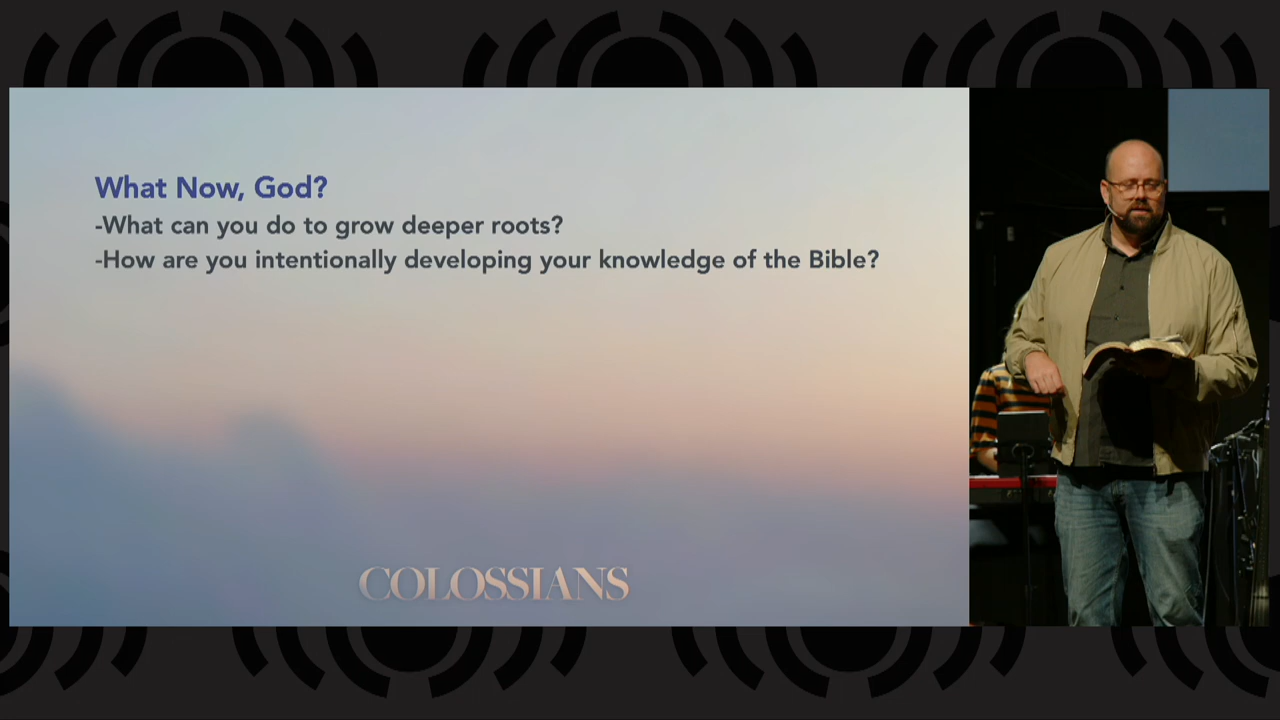 What Now, God?
-What can you do to grow deeper roots?
-How are you intentionally developing your knowledge of the Bible?
COLOSSIANS